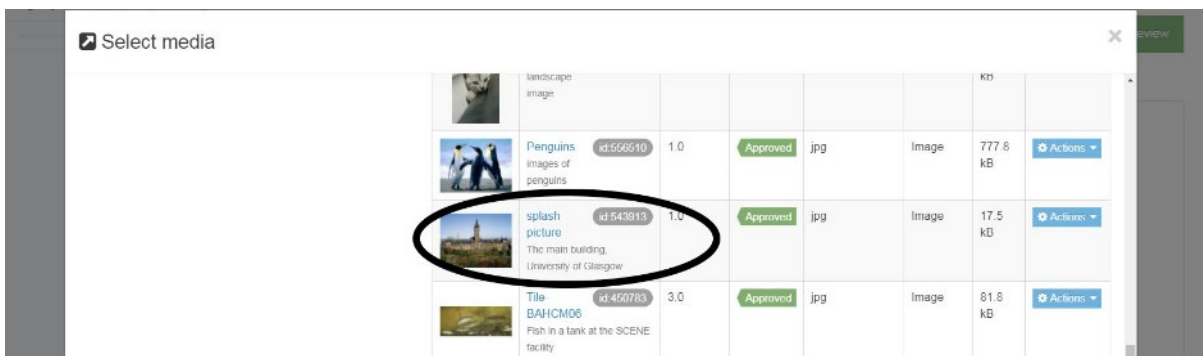 Select media
×
eview
landscape
image
kB
Penguins id:556510 1.0 Approved jpg Image 777.8 Actions
images of kB
penguins
splash id:543913 1.0 Approved jpg Image 17.5 Actions
picture kB
The main building,
University of Glasgow
Tile- id:450783 3.0 Approved jpg Image 81.8 Actions
BAHCM06 kB
Fish in a tank at the SCENE
facility